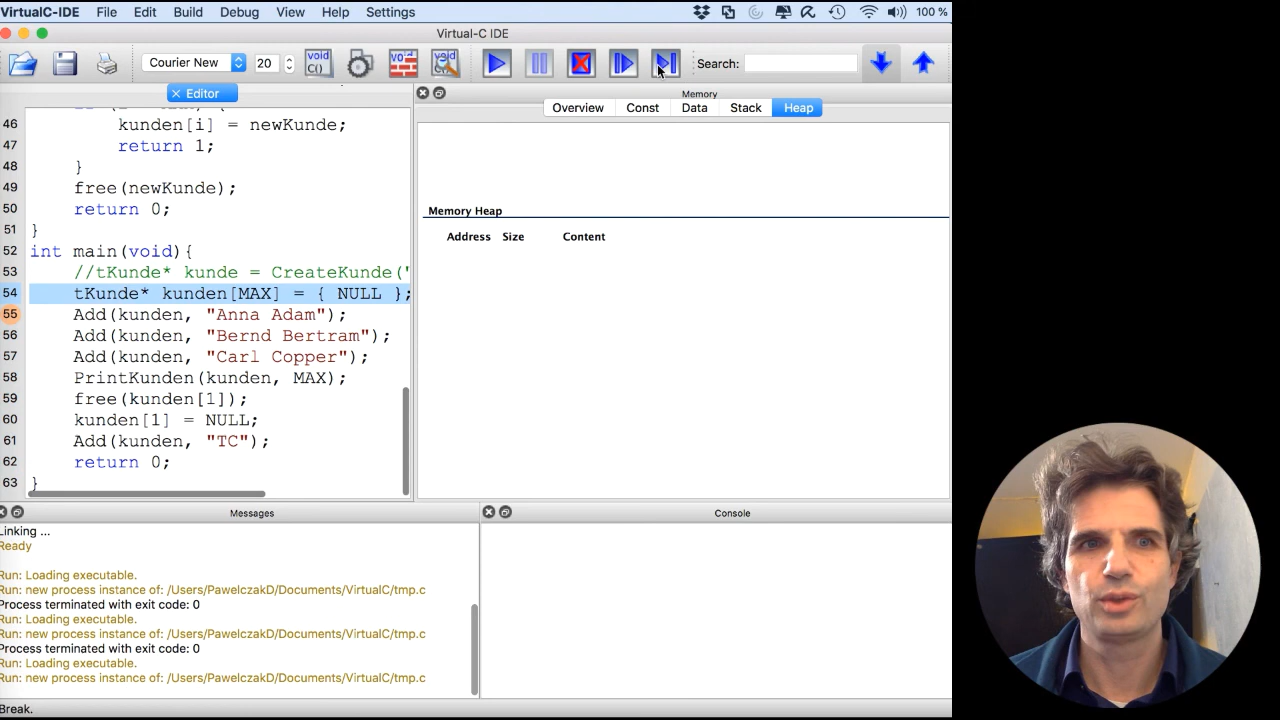 VirtualC-IDE File Edit Build Debug View Help Settings 100 %
Virtual-C IDE
Courier New 20 void C() Search:
Editor
Memory
Overview Const Data Stack Heap
46 kunden[i] = newKunde;
47 return 1;
48 }
49 free(newKunde);
50 return 0;
51 }
52 int main(void){
53 //tKunde* kunde = CreateKunde("
54 tKunde* kunden[MAX] = { NULL };
55 Add(kunden, "Anna Adam");
56 Add(kunden, "Bernd Bertram");
57 Add(kunden, "Carl Copper");
58 PrintKunden(kunden, MAX);
59 free(kunden[1]);
60 kunden[1] = NULL;
61 Add(kunden, "TC");
62 return 0;
63 }
Memory Heap
Address Size Content
Messages
Linking ...
Ready
Run: Loading executable.
Run: new process instance of: /Users/PawelczakD/Documents/VirtualC/tmp.c
Process terminated with exit code: 0
Run: Loading executable.
Run: new process instance of: /Users/PawelczakD/Documents/VirtualC/tmp.c
Process terminated with exit code: 0
Run: Loading executable.
Run: new process instance of: /Users/PawelczakD/Documents/VirtualC/tmp.c
Console
Break.